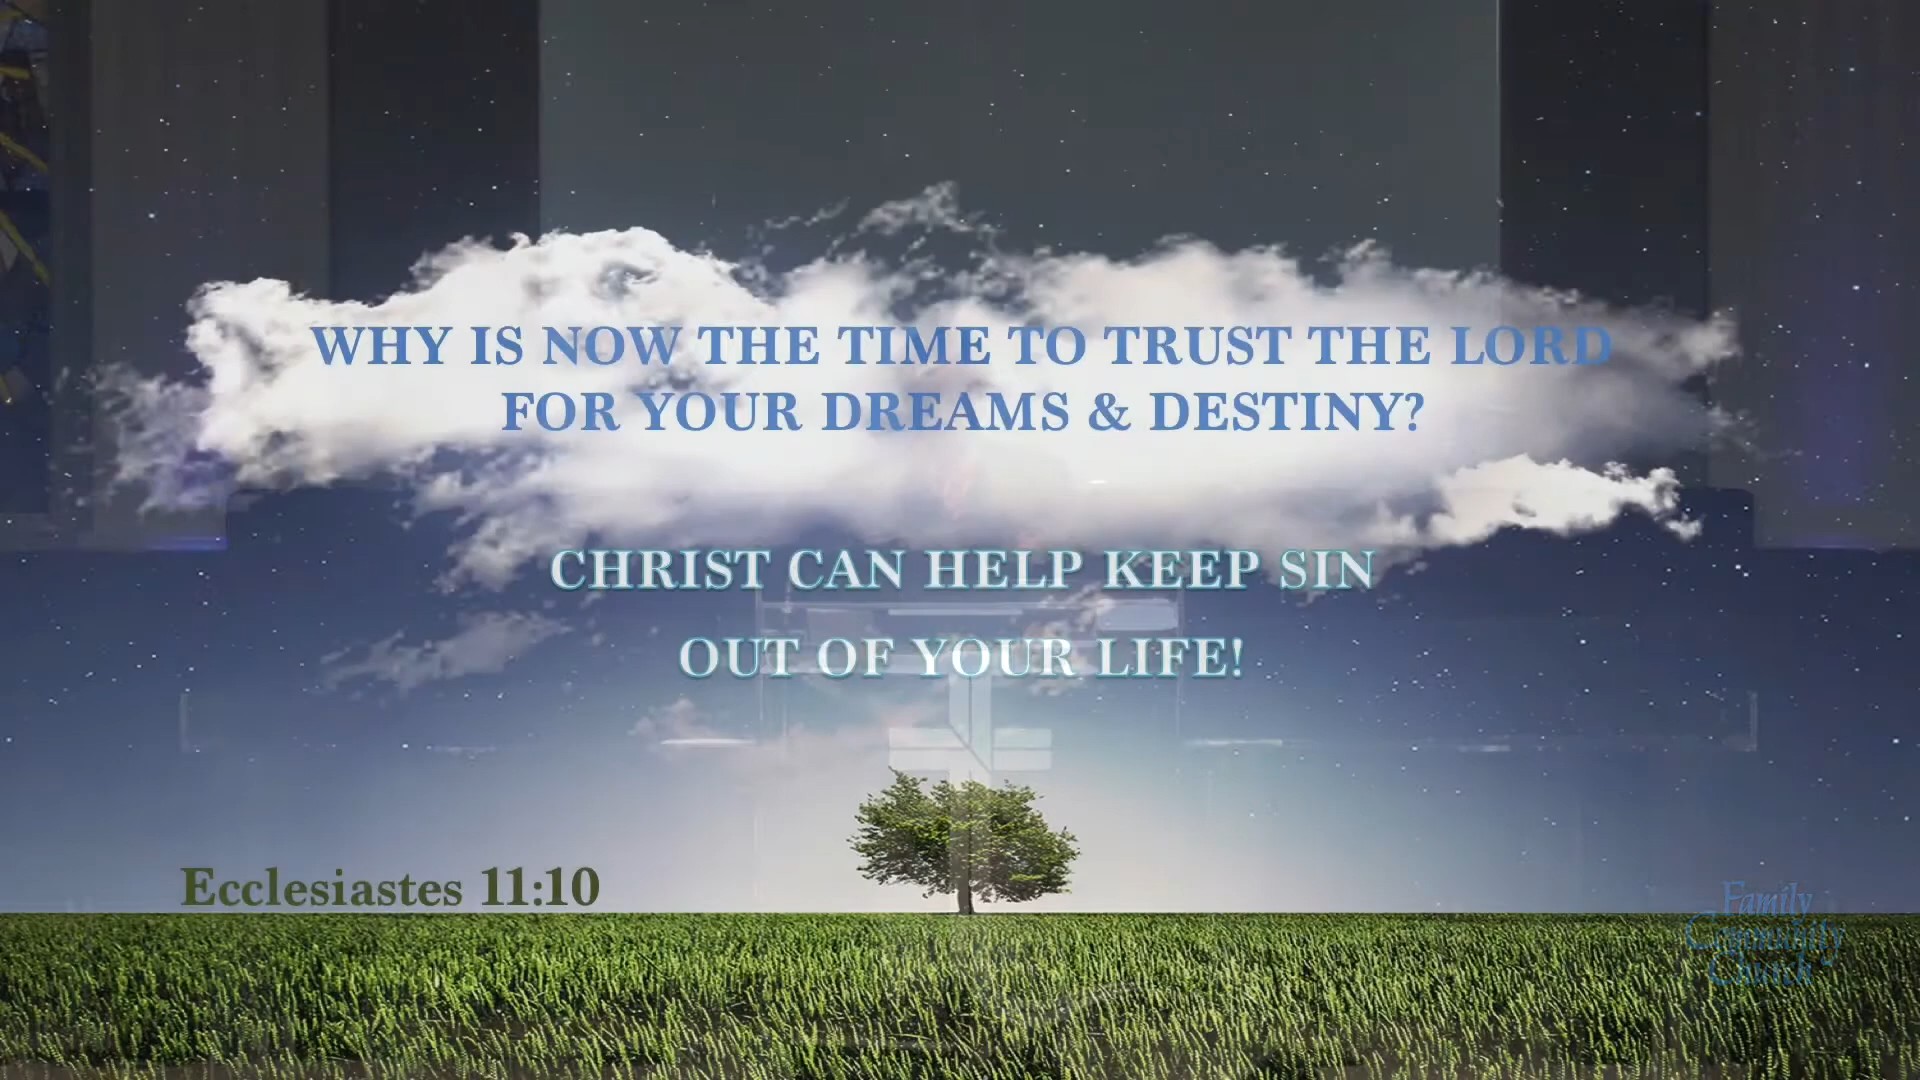 WHY IS NOW THE TIME TO TRUST THE LORD
FOR YOUR DREAMS & DESTINY?
CHRIST CAN HELP KEEP SIN
OUT OF YOUR LIFE!
Ecclesiastes 11:10
Family
Community
Church